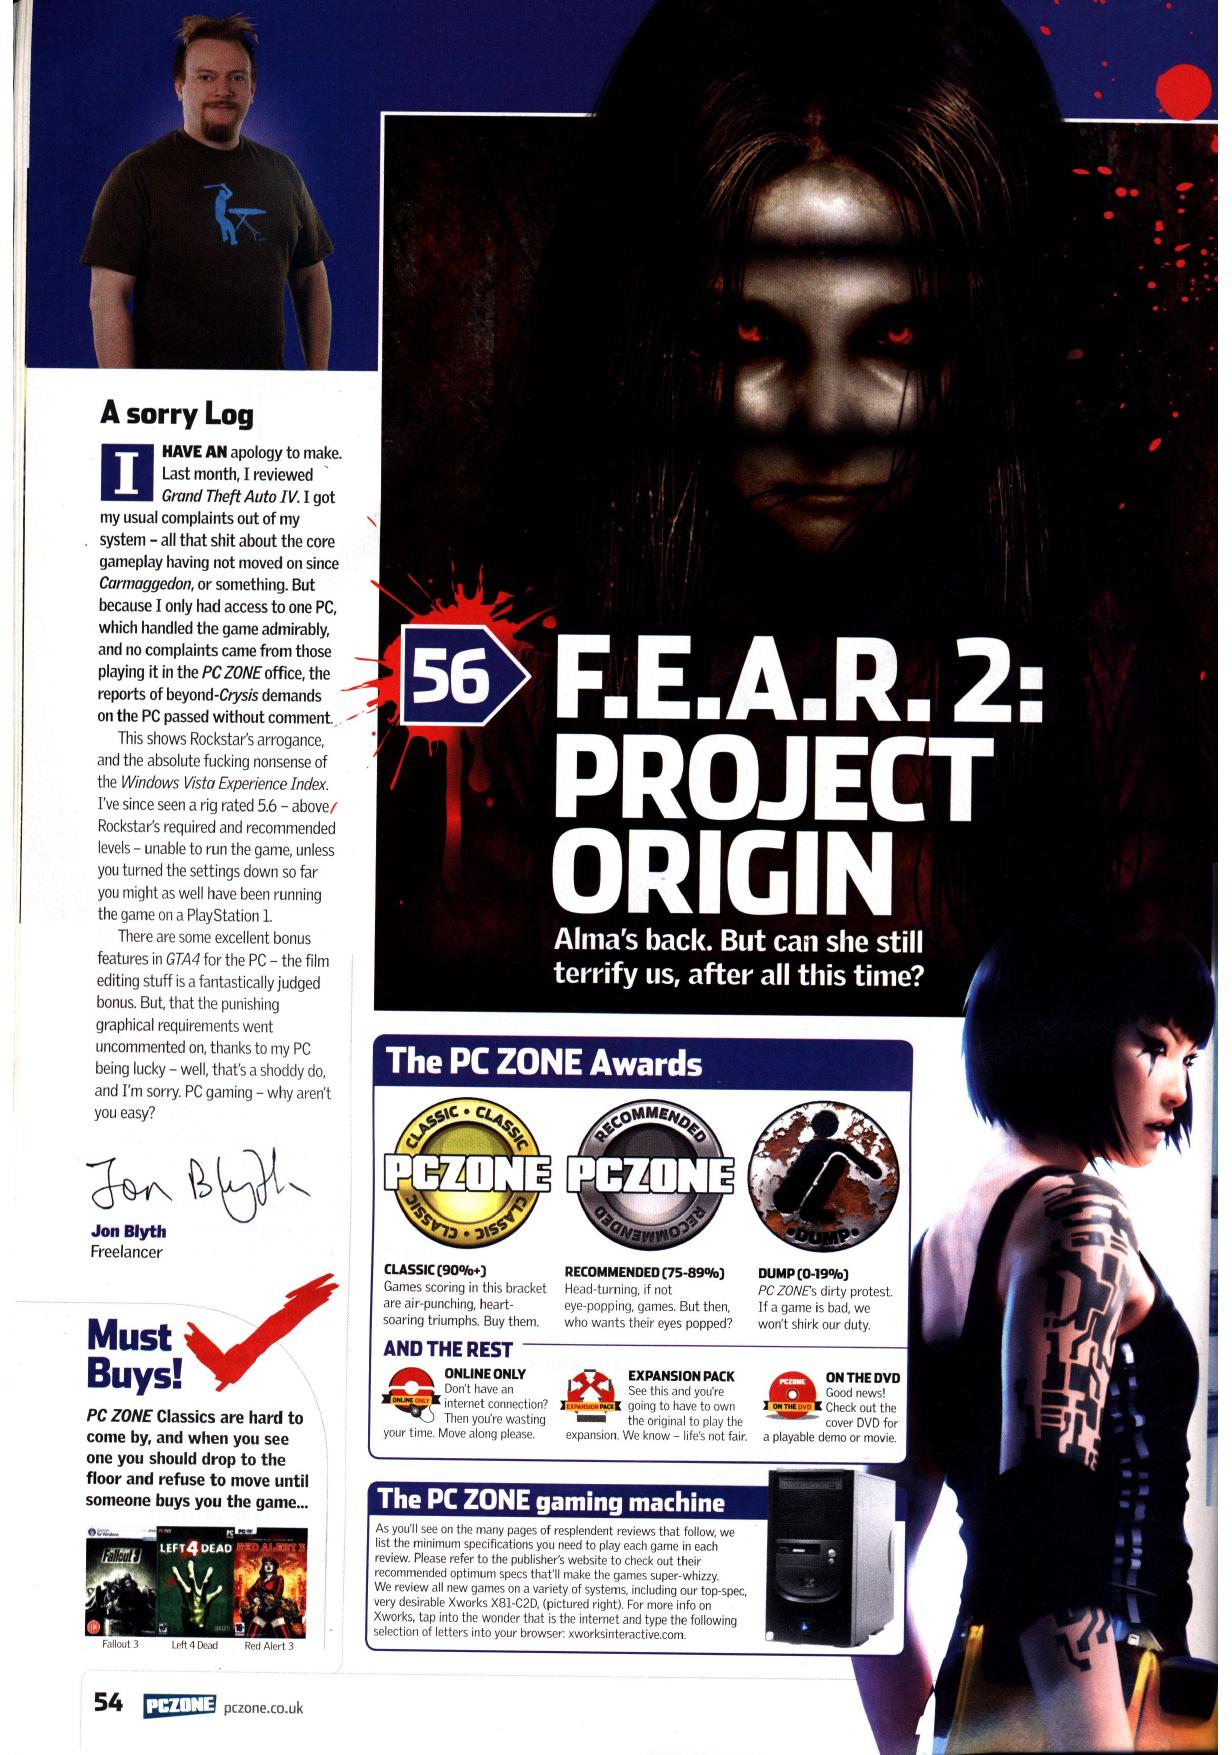 A sorry Log
I HAVE AN apology to make.
Last month, I reviewed
Grand Theft Auto IV. I got
my usual complaints out of my
system – all that shit about the core
gameplay having not moved on since
Carmaggedon, or something. But
because I only had access to one PC,
which handled the game admirably,
and no complaints came from those
playing it in the PC ZONE office, the
reports of beyond-Crysis demands
on the PC passed without comment.
This shows Rockstar's arrogance,
and the absolute fucking nonsense of
the Windows Vista Experience Index.
I've since seen a rig rated 5.6 – above
Rockstar's required and recommended
levels – unable to run the game, unless
you turned the settings down so far
you might as well have been running
the game on a PlayStation 1.
There are some excellent bonus
features in GTA4 for the PC – the film
editing stuff is a fantastically judged
bonus. But, that the punishing
graphical requirements went
uncommented on, thanks to my PC
being lucky – well, that's a shoddy do,
and I'm sorry. PC gaming – why aren't
you easy?
Jon Blyth
Jon Blyth
Freelancer
Must
Buys!
PC ZONE Classics are hard to
come by, and when you see
one you should drop to the
floor and refuse to move until
someone buys you the game...
Fallout 3
LEFT 4 DEAD
RED ALERT 3
Fallout 3
Left 4 Dead
Red Alert 3
56
F.E.A.R. 2:
PROJECT
ORIGIN
Alma's back. But can she still
terrify us, after all this time?
The PC ZONE Awards
CLASSIC • CLASSIC
PCZONE
CLASSIC • CLASSIC
RECOMMENDED
PCZONE
RECOMMENDED
•DUMP•
CLASSIC (90%+)
Games scoring in this bracket
are air-punching, heart-
soaring triumphs. Buy them.
RECOMMENDED (75-89%)
Head-turning, if not
eye-popping, games. But then,
who wants their eyes popped?
DUMP (0-19%)
PC ZONE's dirty protest.
If a game is bad, we
won't shirk our duty.
AND THE REST
ONLINE ONLY
ONLINE ONLY
Don't have an
internet connection?
Then you're wasting
your time. Move along please.
EXPANSION PACK
EXPANSION PACK
See this and you're
going to have to own
the original to play the
expansion. We know – life's not fair.
PCZONE
ON THE DVD
ON THE DVD
Good news!
Check out the
cover DVD for
a playable demo or movie.
The PC ZONE gaming machine
As you'll see on the many pages of resplendent reviews that follow, we
list the minimum specifications you need to play each game in each
review. Please refer to the publisher's website to check out their
recommended optimum specs that'll make the games super-whizzy.
We review all new games on a variety of systems, including our top-spec,
very desirable Xworks X81-C2D, (pictured right). For more info on
Xworks, tap into the wonder that is the internet and type the following
selection of letters into your browser: xworksinteractive.com.
54 PCZONE pczone.co.uk